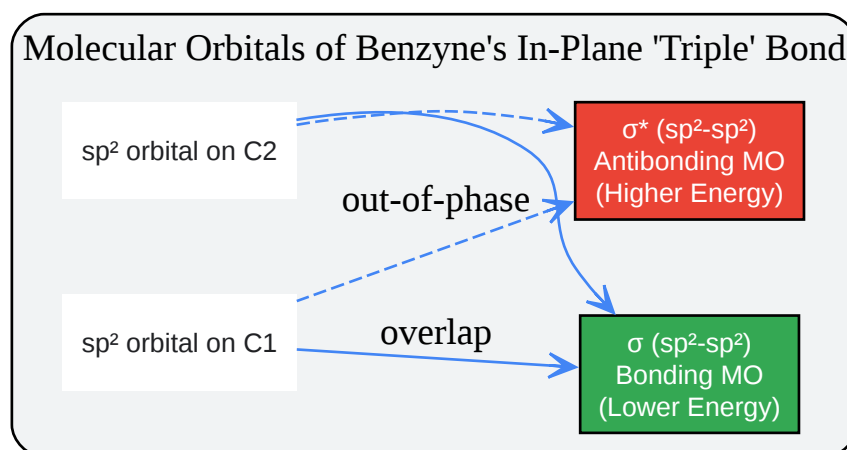 Molecular Orbitals of Benzyne's In-Plane 'Triple' Bond
sp² orbital on C2
σ* (sp²-sp²)
Antibonding MO
(Higher Energy)
out-of-phase
sp² orbital on C1
overlap
σ (sp²-sp²)
Bonding MO
(Lower Energy)